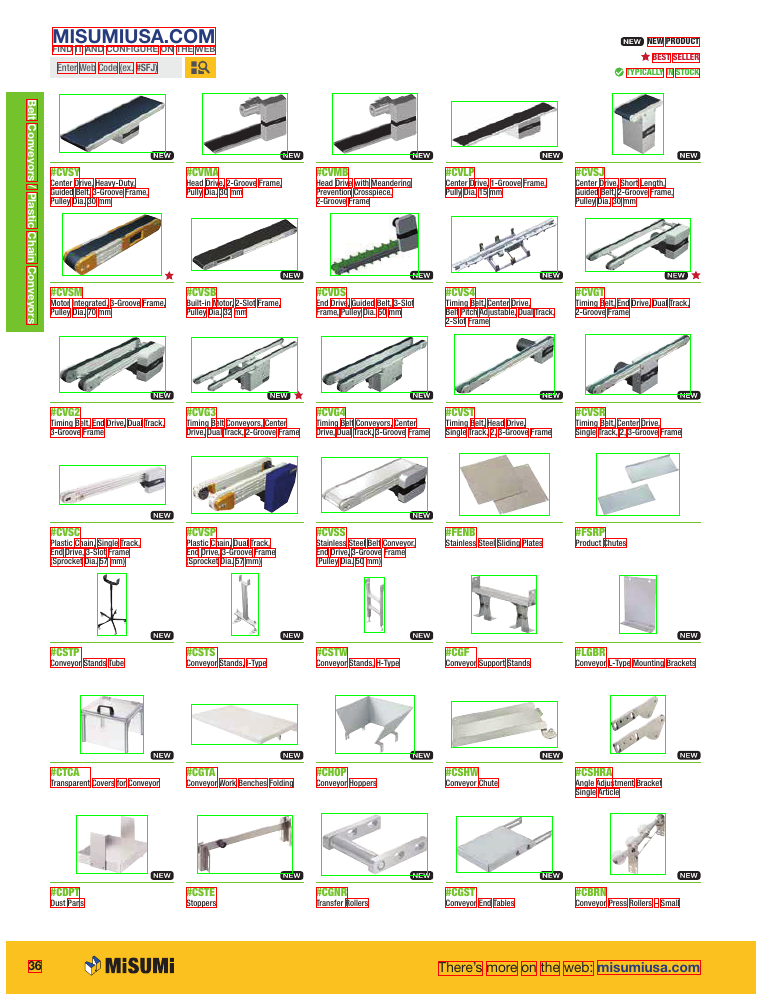 MISUMIUSA.COM
FIND IT AND CONFIGURE ON THE WEB
Enter Web Code (ex. #SFJ)
NEW NEW PRODUCT
BEST SELLER
TYPICALLY IN STOCK
Belt Conveyors / Plastic Chain Conveyors
NEW
NEW
NEW
NEW
NEW
#CVSY
Center Drive, Heavy-Duty,
Guided Belt, 3-Groove Frame,
Pulley Dia. 30 mm
#CVMA
Head Drive, 2-Groove Frame,
Pully Dia. 30 mm
#CVMB
Head Drive with Meandering
Prevention Crosspiece,
2-Groove Frame
#CVLP
Center Drive, 1-Groove Frame,
Pully Dia. 15 mm
#CVSJ
Center Drive, Short Length,
Guided Belt, 2-Groove Frame,
Pulley Dia. 30 mm
NEW
NEW
NEW
NEW
#CVSM
Motor Integrated, 3-Groove Frame,
Pulley Dia. 70 mm
#CVSB
Built-in Motor, 2-Slot Frame,
Pulley Dia. 32 mm
#CVDS
End Drive, Guided Belt, 3-Slot
Frame, Pulley Dia. 50 mm
#CVS4
Timing Belt, Center Drive,
Belt Pitch Adjustable, Dual Track,
2-Slot Frame
#CVGT
Timing Belt, End Drive, Dual Track,
2-Groove Frame
NEW
NEW
NEW
NEW
NEW
#CVG2
Timing Belt, End Drive, Dual Track,
3-Groove Frame
#CVG3
Timing Belt Conveyors, Center
Drive, Dual Track, 2-Groove Frame
#CVG4
Timing Belt Conveyors, Center
Drive, Dual Track, 3-Groove Frame
#CVST
Timing Belt, Head Drive,
Single Track, 2, 3-Groove Frame
#CVSR
Timing Belt, Center Drive,
Single Track, 2, 3-Groove Frame
NEW
NEW
#CVSC
Plastic Chain, Single Track,
End Drive, 3-Slot Frame
(Sprocket Dia. 57 mm)
#CVSP
Plastic Chain, Dual Track,
End Drive, 3-Groove Frame
(Sprocket Dia. 57 mm)
#CVSS
Stainless Steel Belt Conveyor,
End Drive, 3-Groove Frame
(Pulley Dia. 50 mm)
#FENB
Stainless Steel Sliding Plates
#FSRP
Product Chutes
NEW
NEW
NEW
NEW
#CSTP
Conveyor Stands Tube
#CSTS
Conveyor Stands, I-Type
#CSTW
Conveyor Stands, H-Type
#CGF
Conveyor Support Stands
#LGBR
Conveyor L-Type Mounting Brackets
NEW
NEW
NEW
NEW
NEW
#CTCA
Transparent Covers for Conveyor
#CGTA
Conveyor Work Benches Folding
#CHOP
Conveyor Hoppers
#CSHW
Conveyor Chute
#CSHRA
Angle Adjustment Bracket
Single Article
NEW
NEW
NEW
NEW
#CDPT
Dust Pans
#CSTE
Stoppers
#CGNR
Transfer Rollers
#CGST
Conveyor End Tables
#CBRN
Conveyor Press Rollers - Small
36
MiSUMi
There's more on the web: misumiusa.com